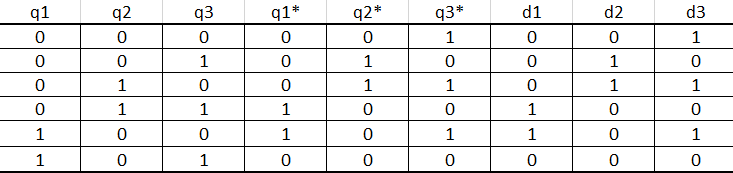 q1 q2 q3 q1* q2* q3* d1 d2 d3
0 0 0 0 0 1 0 0 1
0 0 1 0 1 0 0 1 0
0 1 0 0 1 1 0 1 1
0 1 1 1 0 0 1 0 0
1 0 0 1 0 1 1 0 1
1 0 1 0 0 0 0 0 0